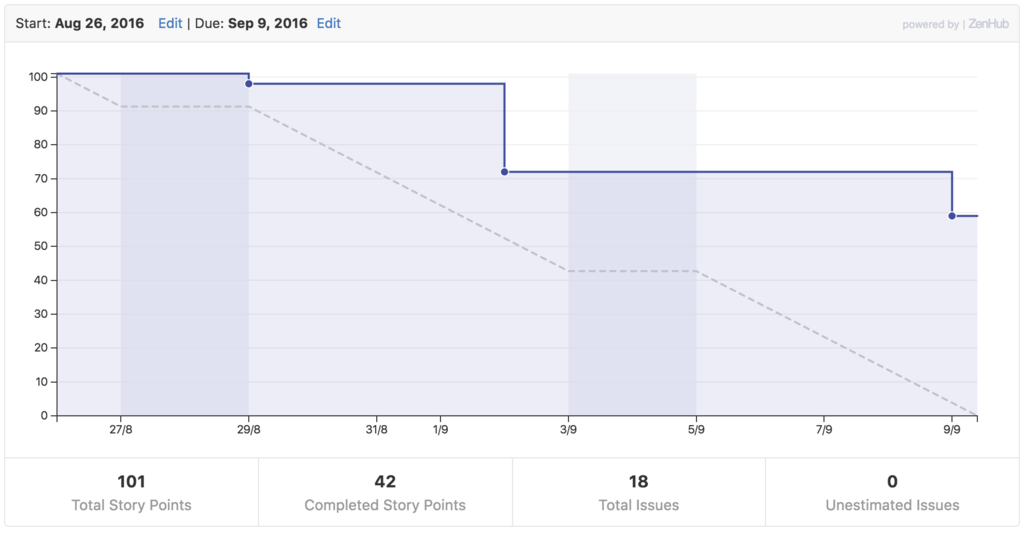 Start: Aug 26, 2016 Edit | Due: Sep 9, 2016 Edit
powered by | ZenHub
100
90
80
70
60
50
40
30
20
10
0
27/8 29/8 31/8 1/9 3/9 5/9 7/9 9/9
101 42 18 0
Total Story Points Completed Story Points Total Issues Unestimated Issues